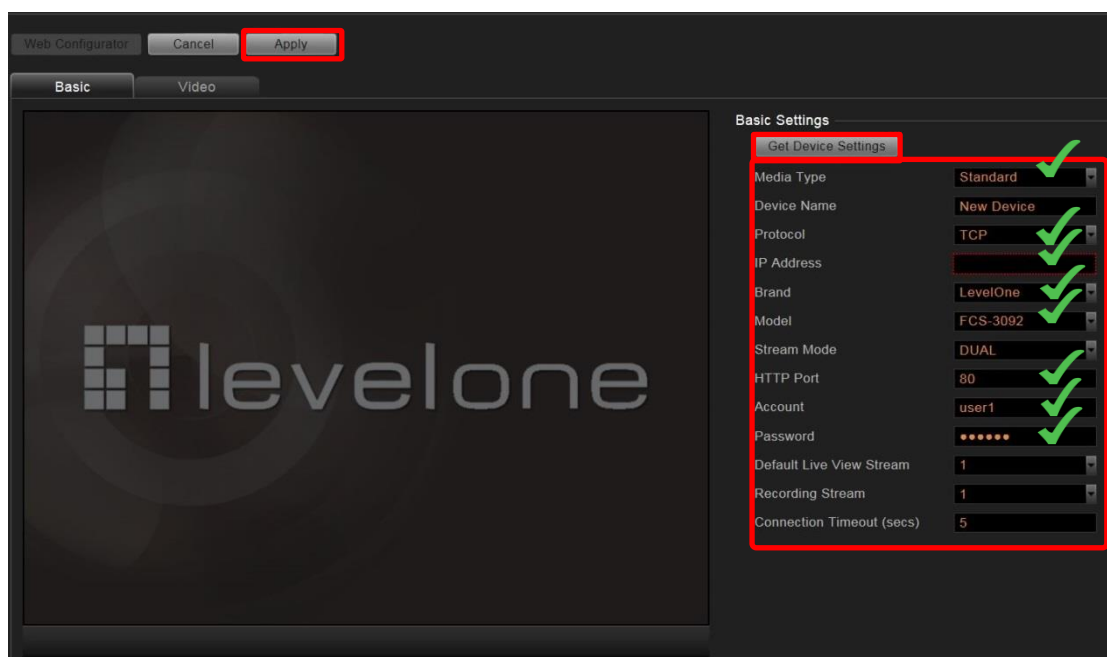 Web Configurator Cancel Apply
Basic Video
levelone
Basic Settings
Get Device Settings
Media Type Standard
Device Name New Device
Protocol TCP
IP Address
Brand LevelOne
Model FCS-3092
Stream Mode DUAL
HTTP Port 80
Account user1
Password ●●●●●●
Default Live View Stream 1
Recording Stream 1
Connection Timeout (secs) 5